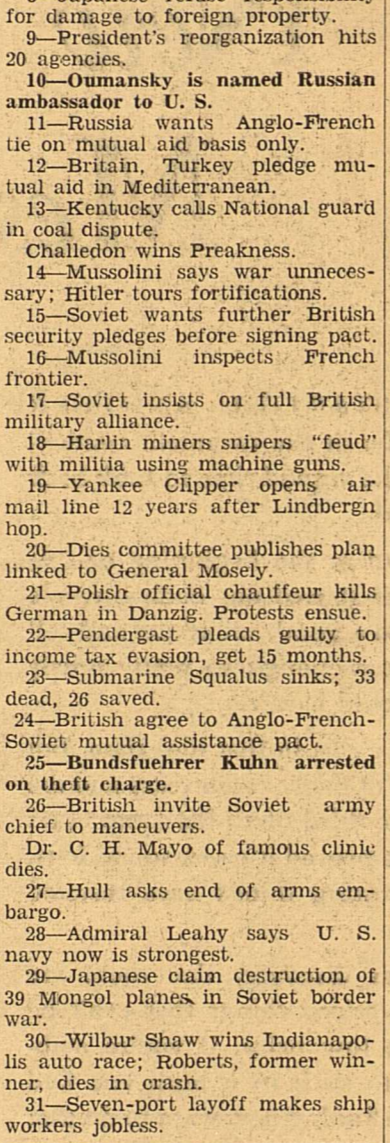 for damage to foreign property.
9—President's reorganization hits
20 agencies.
10—Oumansky is named Russian
ambassador to U. S.
11—Russia wants Anglo-French
tie on mutual aid basis only.
12—Britain, Turkey pledge mu-
tual aid in Mediterranean.
13—Kentucky calls National guard
in coal dispute.
Challedon wins Preakness.
14—Mussolini says war unneces-
sary; Hitler tours fortifications.
15—Soviet wants further British
security pledges before signing pact.
16—Mussolini inspects French
frontier.
17—Soviet insists on full British
military alliance.
18—Harlin miners snipers "feud"
with militia using machine guns.
19—Yankee Clipper opens air
mail line 12 years after Lindbergh
hop.
20—Dies committee publishes plan
linked to General Mosely.
21—Polish official chauffeur kills
German in Danzig. Protests ensue.
22—Pendergast pleads guilty to
income tax evasion, get 15 months.
23—Submarine Squalus sinks; 33
dead, 26 saved.
24—British agree to Anglo-French-
Soviet mutual assistance pact.
25—Bundsfuehrer Kuhn arrested
on theft charge.
26—British invite Soviet army
chief to maneuvers.
Dr. C. H. Mayo of famous clinic
dies.
27—Hull asks end of arms em-
bargo.
28—Admiral Leahy says U. S.
navy now is strongest.
29—Japanese claim destruction of
39 Mongol planes in Soviet border
war.
30—Wilbur Shaw wins Indianapo-
lis auto race; Roberts, former win-
ner, dies in crash.
31—Seven-port layoff makes ship
workers jobless.